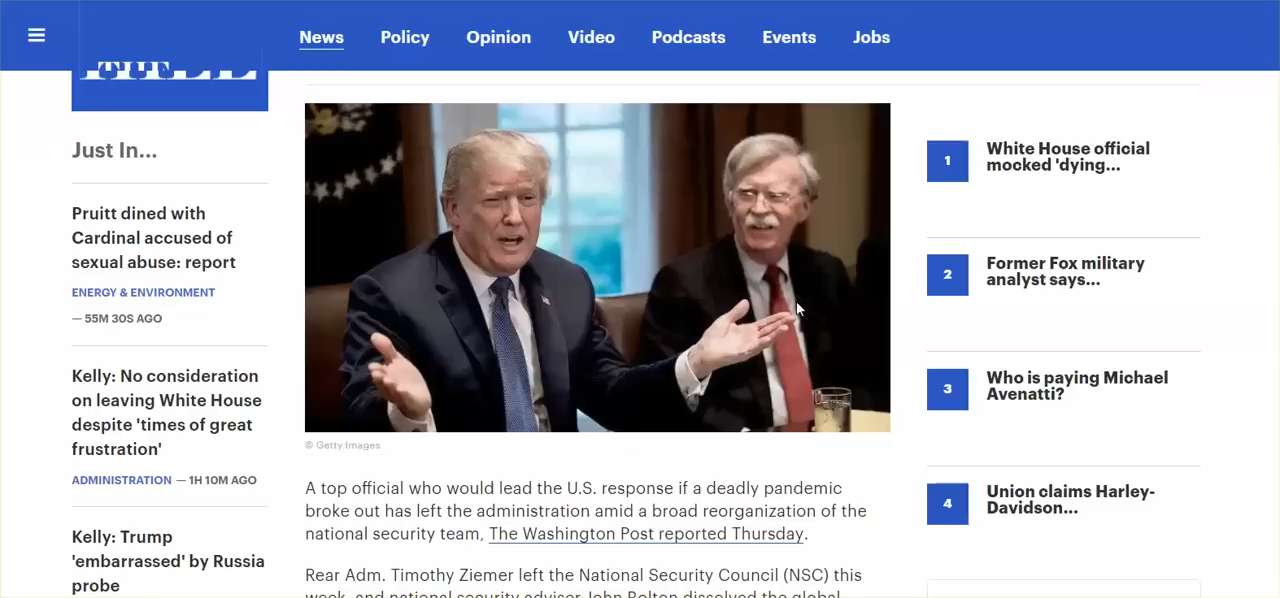 News Policy Opinion Video Podcasts Events Jobs
THE
Just In...
Pruitt dined with
Cardinal accused of
sexual abuse: report
ENERGY & ENVIRONMENT
— 55M 30S AGO
Kelly: No consideration
on leaving White House
despite 'times of great
frustration'
ADMINISTRATION — 1H 10M AGO
Kelly: Trump
'embarrassed' by Russia
probe
© Getty Images
A top official who would lead the U.S. response if a deadly pandemic
broke out has left the administration amid a broad reorganization of the
national security team, The Washington Post reported Thursday.
Rear Adm. Timothy Ziemer left the National Security Council (NSC) this
week, and national security adviser John Bolton dissolved the global
1
White House official
mocked 'dying...
2
Former Fox military
analyst says...
3
Who is paying Michael
Avenatti?
4
Union claims Harley-
Davidson...